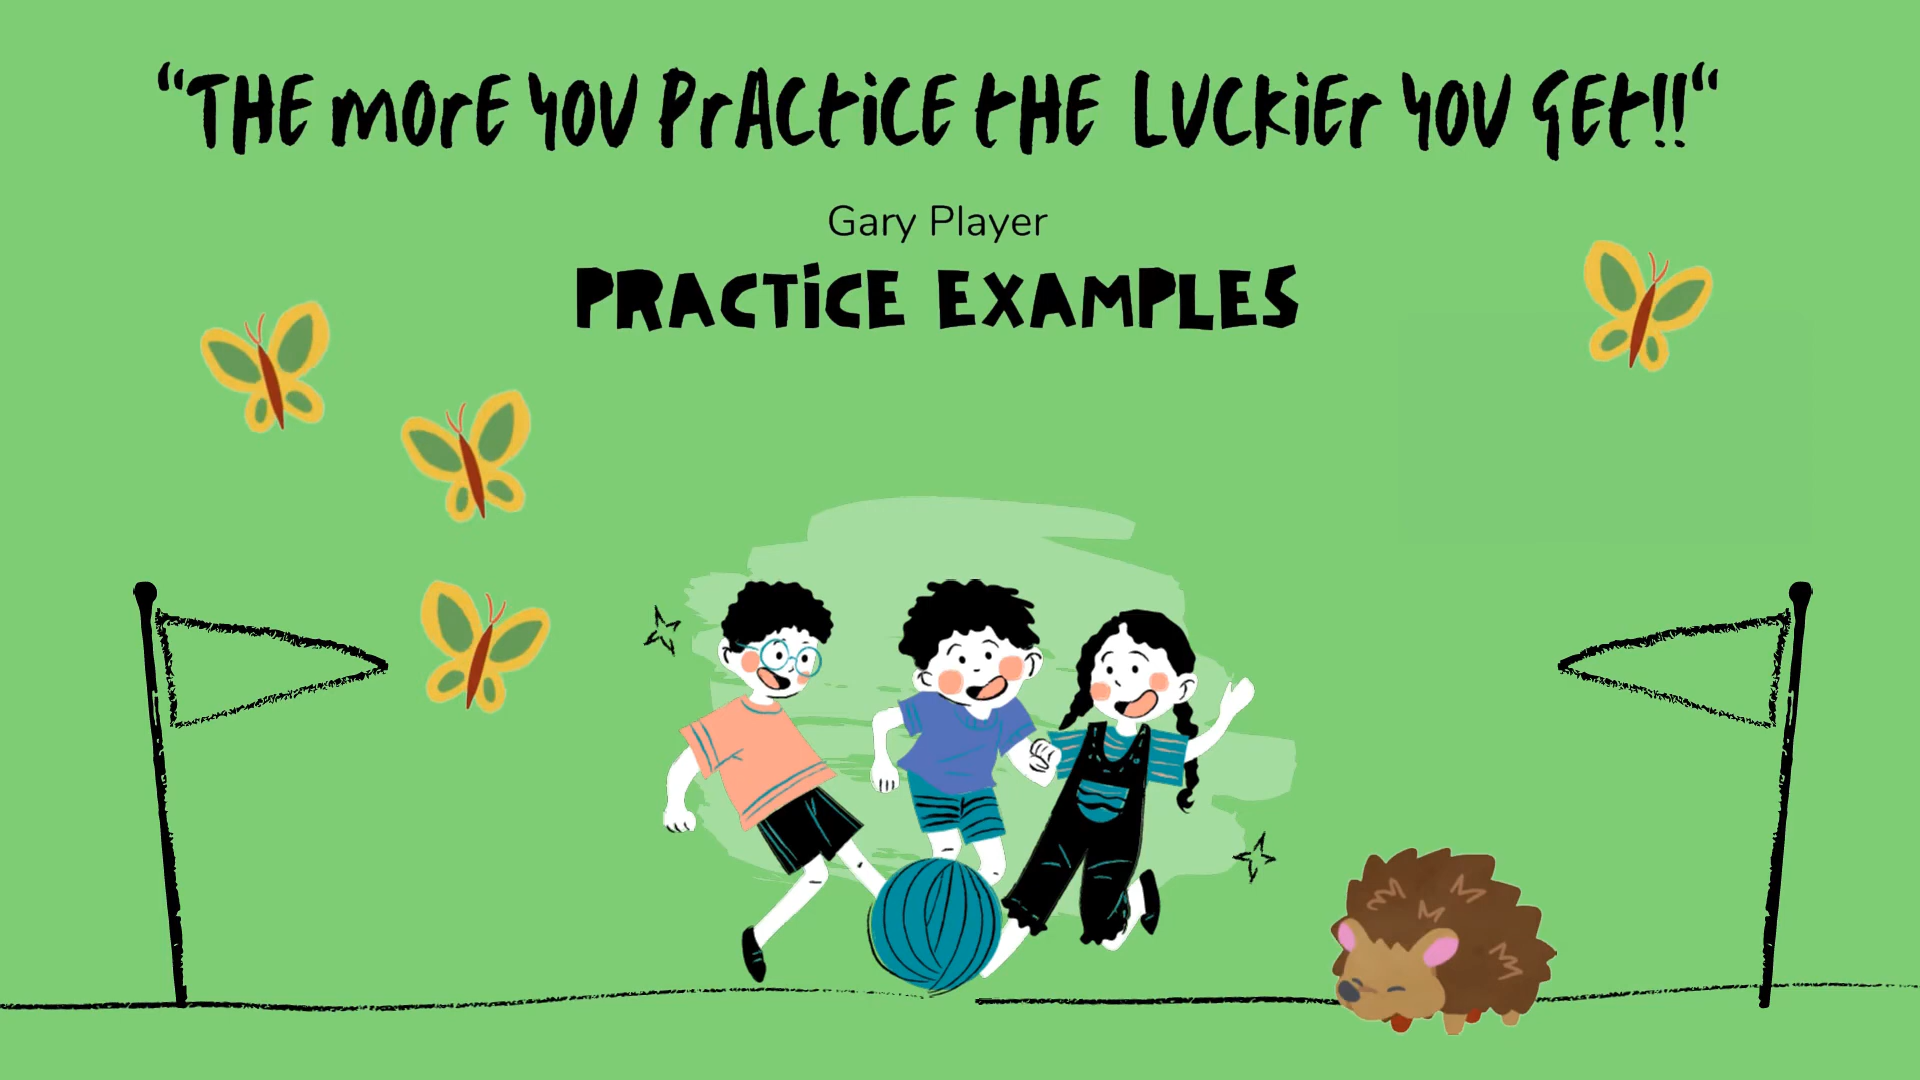 “THE MORE YOU PRACTICE THE LUCKIER YOU GET!!“
Gary Player
PRACTICE EXAMPLES